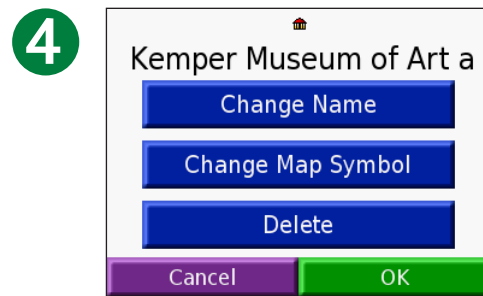 4
Kemper Museum of Art a
Change Name
Change Map Symbol
Delete
Cancel OK